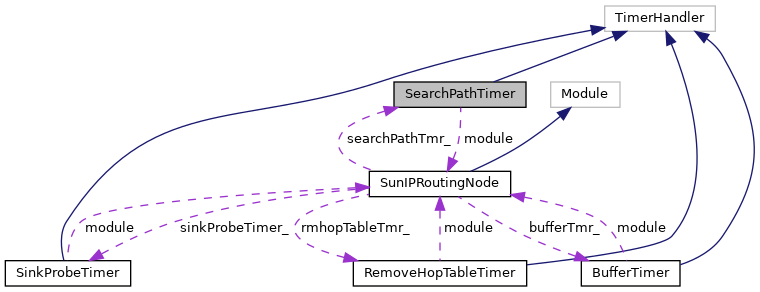 TimerHandler
SearchPathTimer
Module
searchPathTmr_
module
SunIPRoutingNode
module
sinkProbeTimer_
rmhopTableTmr_
module
bufferTmr_
module
SinkProbeTimer
RemoveHopTableTimer
BufferTimer